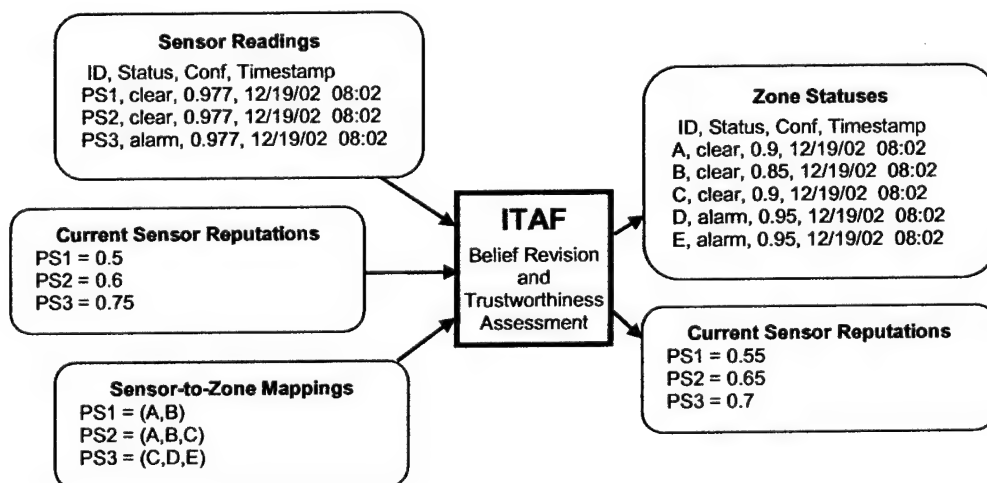 Sensor Readings
ID, Status, Conf, Timestamp
PS1, clear, 0.977, 12/19/02 08:02
PS2, clear, 0.977, 12/19/02 08:02
PS3, alarm, 0.977, 12/19/02 08:02
Current Sensor Reputations
PS1 = 0.5
PS2 = 0.6
PS3 = 0.75
Sensor-to-Zone Mappings
PS1 = (A,B)
PS2 = (A,B,C)
PS3 = (C,D,E)
ITAF
Belief Revision
and
Trustworthiness
Assessment
Zone Statuses
ID, Status, Conf, Timestamp
A, clear, 0.9, 12/19/02 08:02
B, clear, 0.85, 12/19/02 08:02
C, clear, 0.9, 12/19/02 08:02
D, alarm, 0.95, 12/19/02 08:02
E, alarm, 0.95, 12/19/02 08:02
Current Sensor Reputations
PS1 = 0.55
PS2 = 0.65
PS3 = 0.7